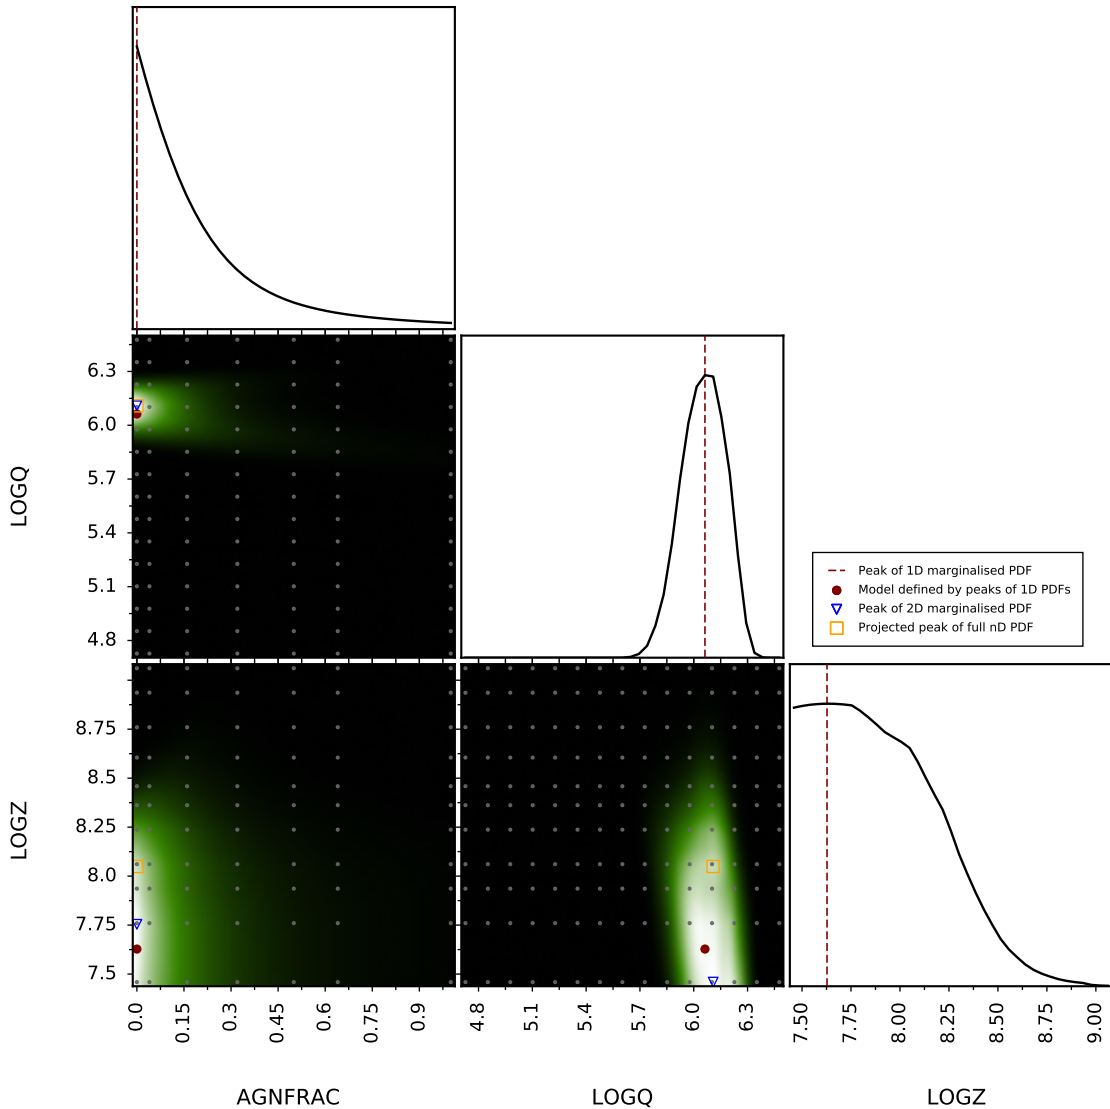 6.3
6.0
5.7
5.4
5.1
4.8
LOGQ
Peak of 1D marginalised PDF
Model defined by peaks of 1D PDFs
Peak of 2D marginalised PDF
Projected peak of full nD PDF
8.75
8.5
8.25
8.0
7.75
7.5
LOGZ
0.0 0.15 0.3 0.45 0.6 0.75 0.9
4.8 5.1 5.4 5.7 6.0 6.3
7.50 7.75 8.00 8.25 8.50 8.75 9.00
AGNFRAC LOGQ LOGZ